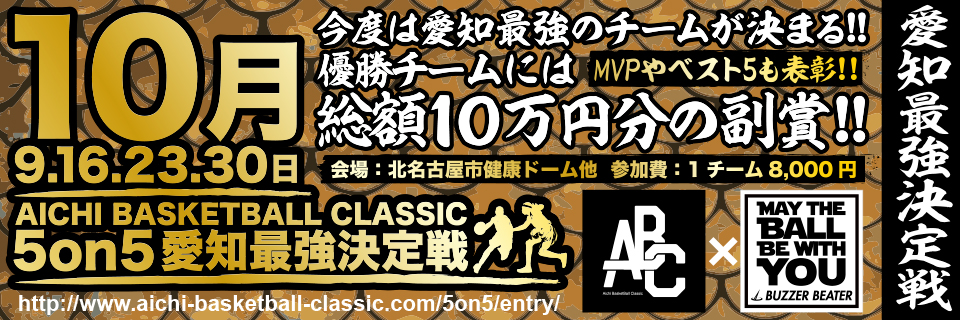 10月
9.16.23.30日
AICHI BASKETBALL CLASSIC
5on5愛知最強決定戦
http://www.aichi-basketball-classic.com/5on5/entry/
今度は愛知最強のチームが決まる!!
優勝チームには MVPやベスト5も表彰!!
総額10万円分の副賞!!
会場:北名古屋市健康ドーム他 参加費:1チーム8,000円
ABC
Aichi Basketball Classic.
×
MAY THE
BALL
BE WITH
YOU
BUZZER BEATER
愛知最強決定戦